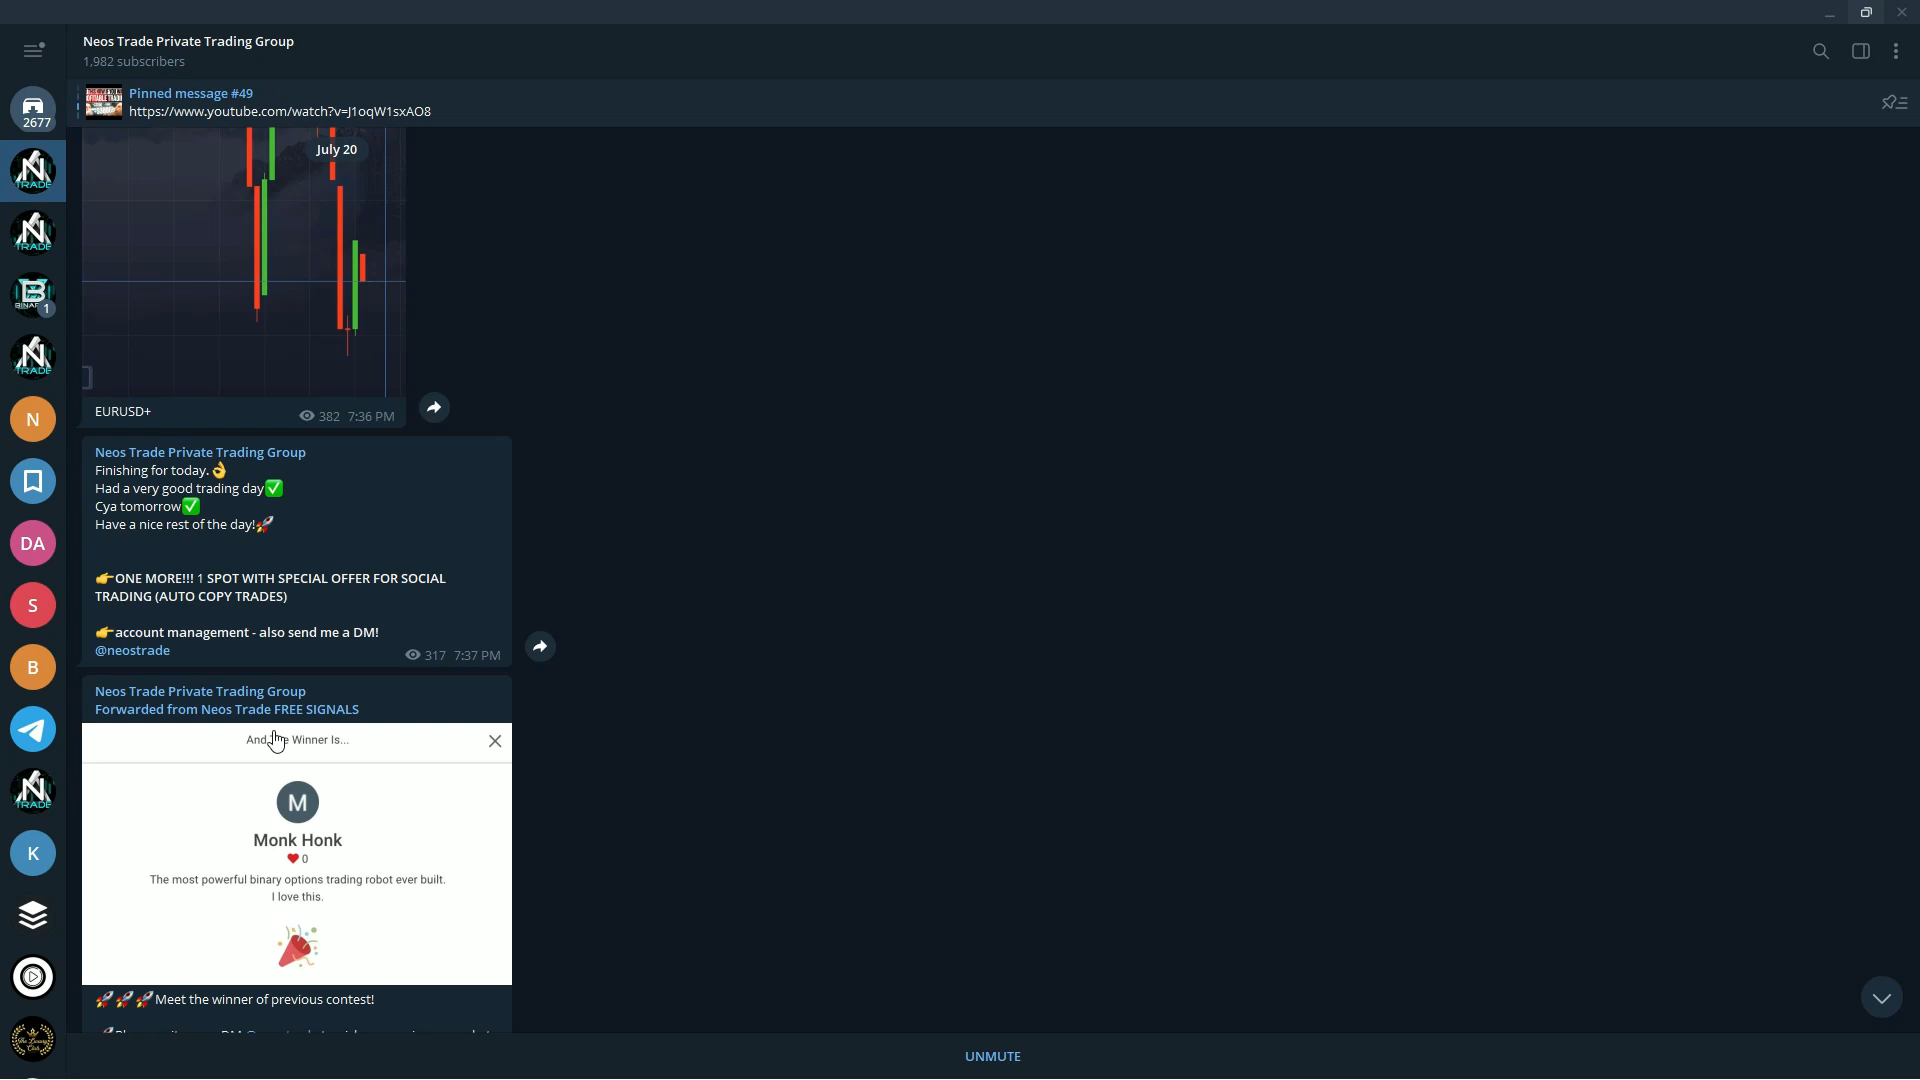 Neos Trade Private Trading Group
1,982 subscribers
Pinned message #49
https://www.youtube.com/watch?v=J1oqW1sxAO8
2677
July 20
TRADE
TRADE
1
TRADE
EURUSD+
382 7:36 PM
N
Neos Trade Private Trading Group
Finishing for today.👌
Had a very good trading day✅
Cya tomorrow✅
Have a nice rest of the day!🚀
👉ONE MORE!!! 1 SPOT WITH SPECIAL OFFER FOR SOCIAL
TRADING (AUTO COPY TRADES)
👉account management - also send me a DM!
@neostrade
317 7:37 PM
DA
S
B
Neos Trade Private Trading Group
Forwarded from Neos Trade FREE SIGNALS
And Winner Is...
M
Monk Honk
❤ 0
The most powerful binary options trading robot ever built.
I love this.
TRADE
K
🚀🚀🚀Meet the winner of previous contest!
UNMUTE